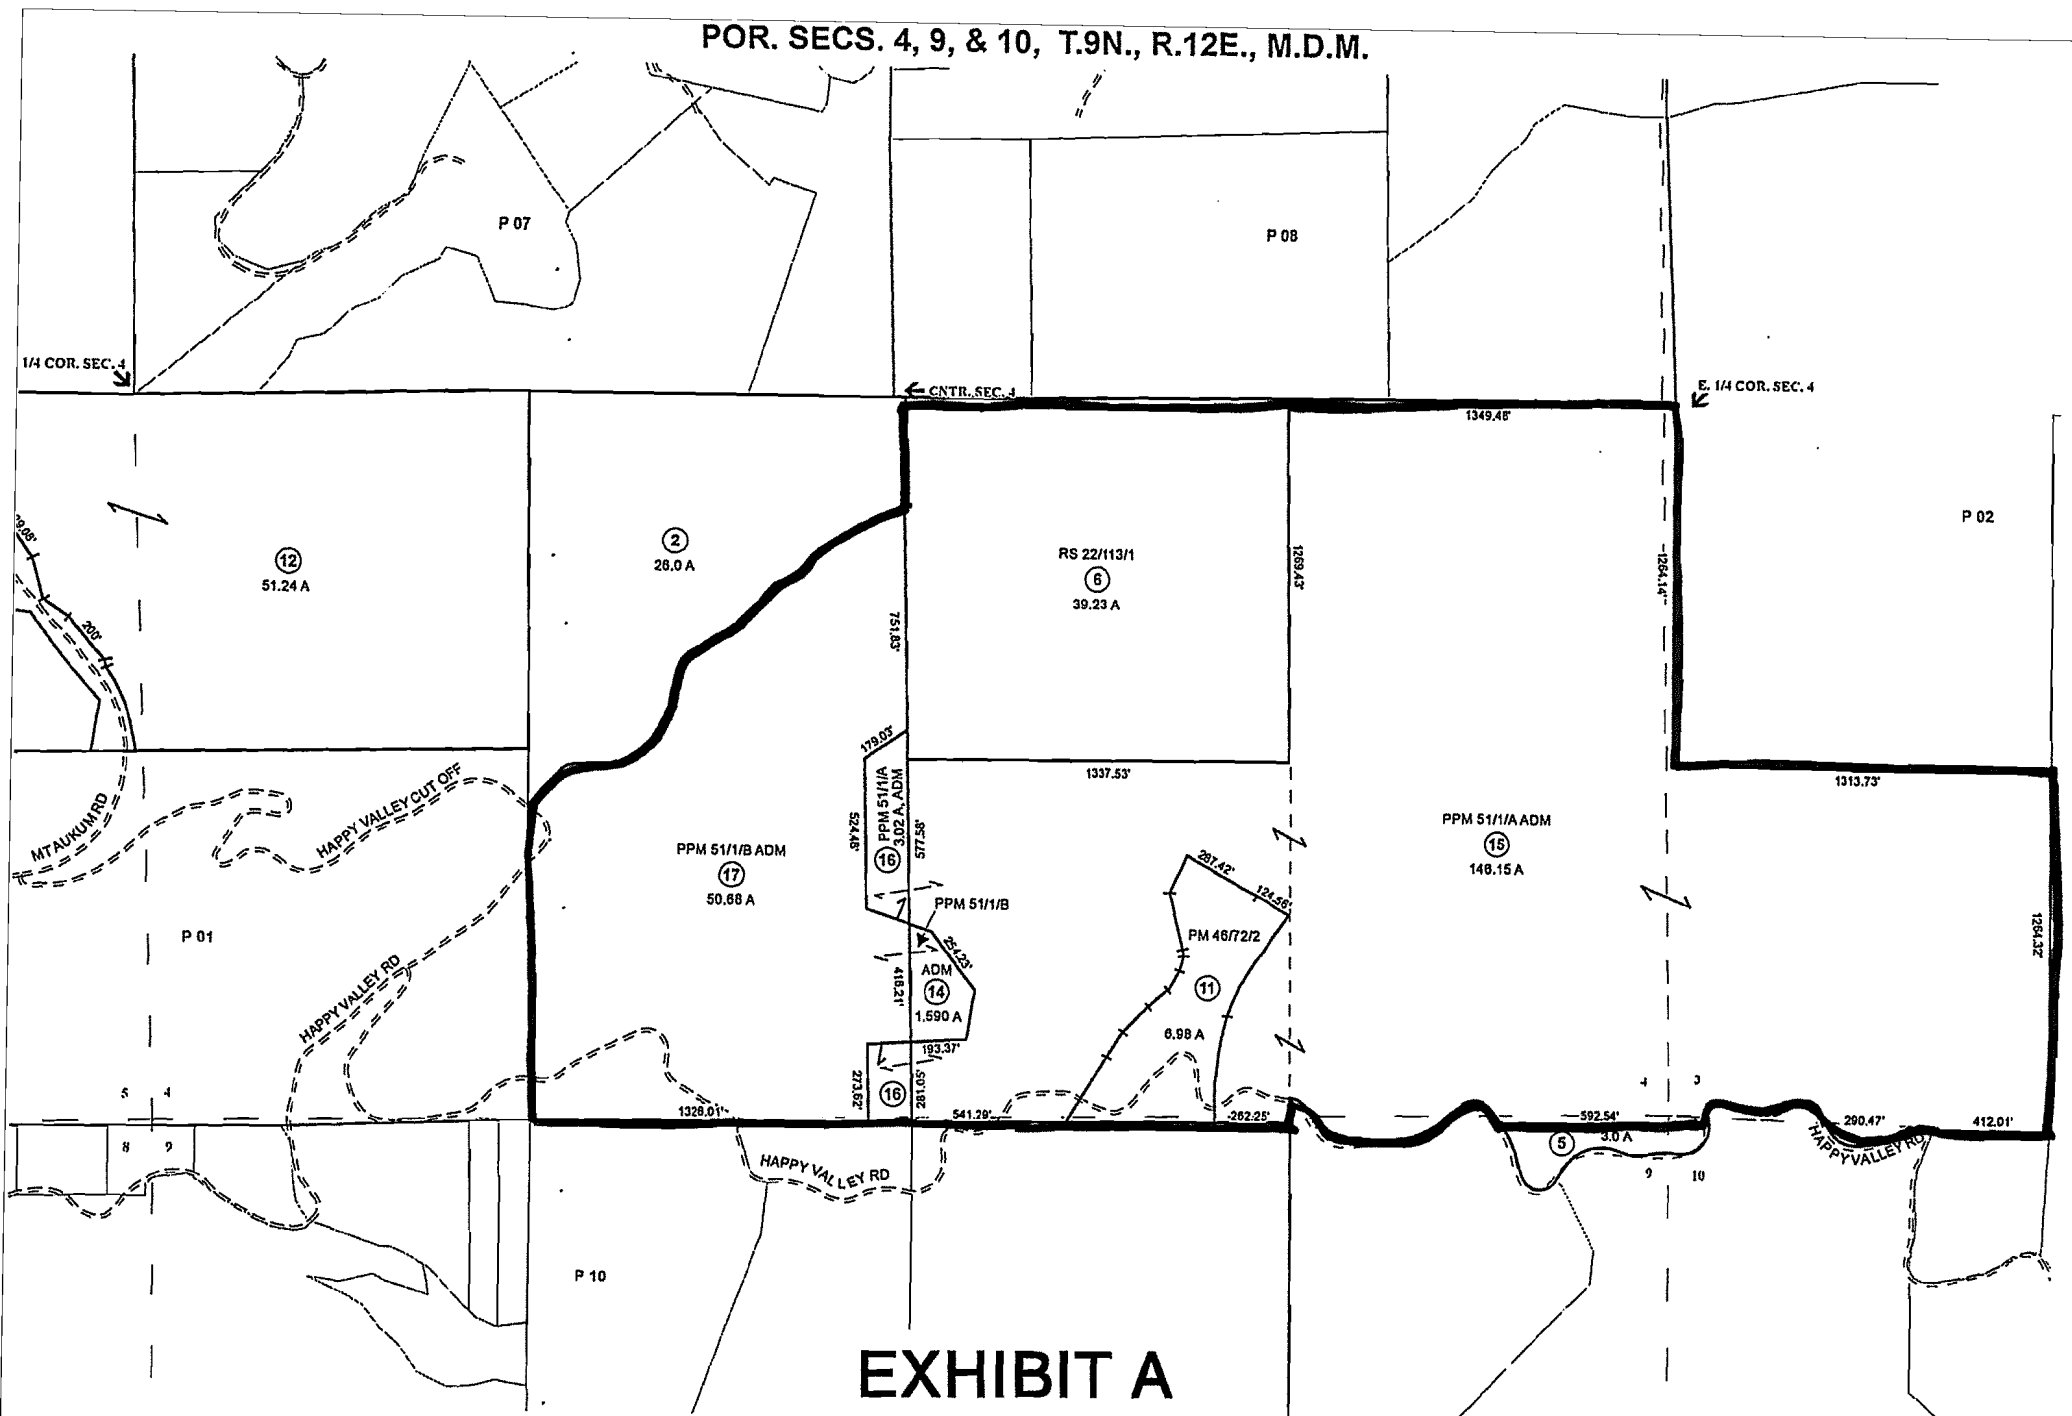 POR. SECS. 4, 9, & 10, T.9N., R.12E., M.D.M.
P 07
P 08
1/4 COR. SEC. 4
CNTR. SEC. 4
E. 1/4 COR. SEC. 4
1349.48'
P 02
200'
12
51.24 A
2
26.0 A
751.83'
RS 22/113/1
6
39.23 A
1269.43'
1264.14'
179.03'
1337.53'
1313.73'
MT AUKUM RD
HAPPY VALLEY CUT OFF
PPM 51/1/B ADM
17
50.68 A
524.48'
PPM 51/1/A
3.02 A, ADM
16
577.58'
PPM 51/1/B
PPM 51/1/A ADM
15
146.15 A
287.42'
124.56'
P 01
HAPPY VALLEY RD
254.23'
ADM
14
1.590 A
416.21'
193.37'
PM 46/72/2
11
6.98 A
1264.32'
5 4
8 9
273.62'
16
281.05'
1328.01'
541.29'
262.25'
4 3
592.54'
5
3.0 A
9 10
290.47'
412.01'
HAPPY VALLEY RD
HAPPY VALLEY RD
P 10
EXHIBIT A